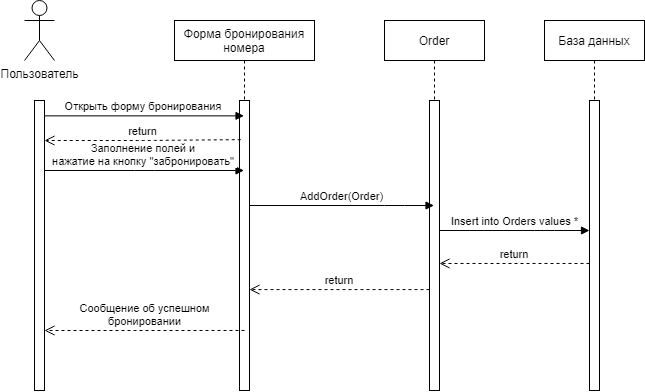 Пользователь
Форма бронирования
номера
Order
База данных
Открыть форму бронирования
return
Заполнение полей и
нажатие на кнопку "забронировать"
AddOrder(Order)
Insert into Orders values *
return
return
Сообщение об успешном
бронировании